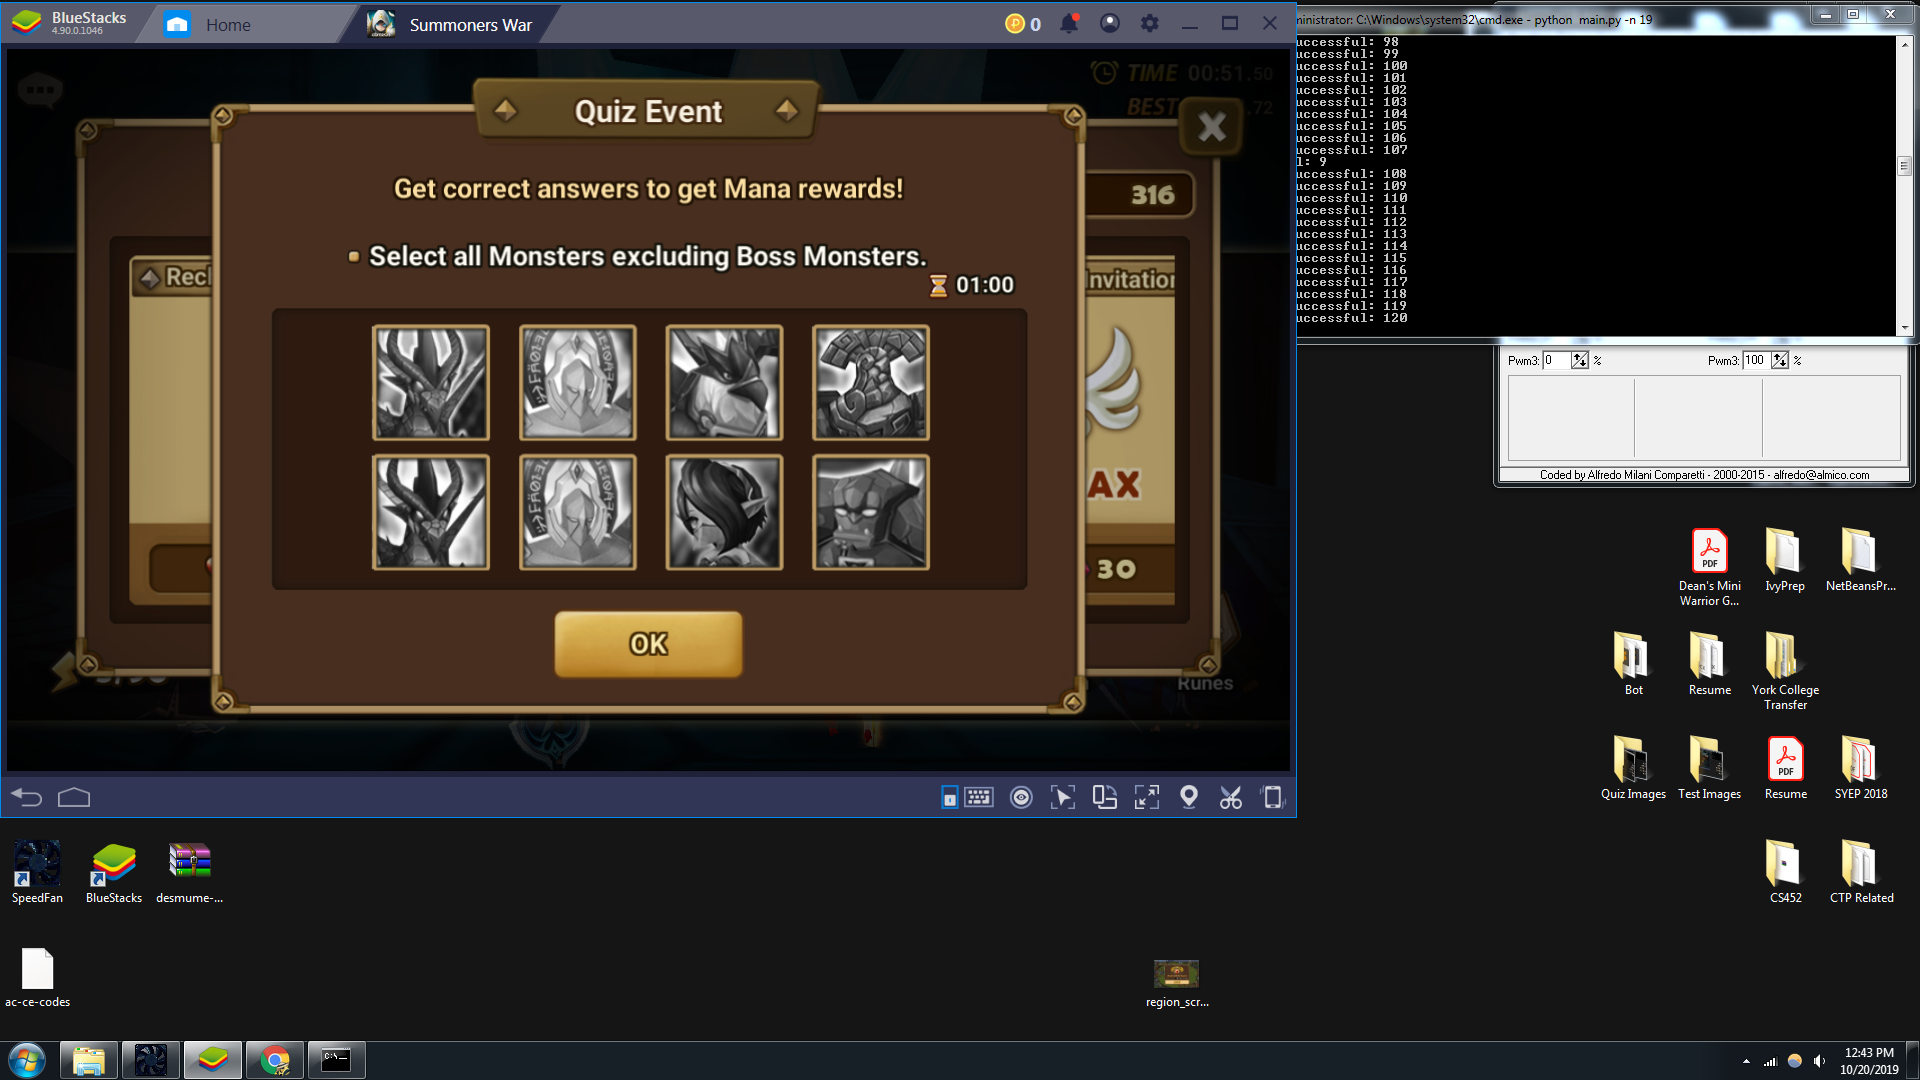 BlueStacks
4.90.0.1046
Home
Summoners War
0
TIME 00:51.50
BEST
.72
Quiz Event
Get correct answers to get Mana rewards!
Select all Monsters excluding Boss Monsters.
01:00
316
Recl
Invitation
AX
30
OK
Runes
ministrator: C:\Windows\system32\cmd.exe - python  main.py -n 19
uccessful: 98
uccessful: 99
uccessful: 100
uccessful: 101
uccessful: 102
uccessful: 103
uccessful: 104
uccessful: 105
uccessful: 106
uccessful: 107
l: 9
uccessful: 108
uccessful: 109
uccessful: 110
uccessful: 111
uccessful: 112
uccessful: 113
uccessful: 114
uccessful: 115
uccessful: 116
uccessful: 117
uccessful: 118
uccessful: 119
uccessful: 120
Pwm3: 0 %
Pwm3: 100 %
Coded by Alfredo Milani Comparetti - 2000-2015 - alfredo@almico.com
Dean's Mini
Warrior G...
IvyPrep
NetBeansPr...
Bot
Resume
York College
Transfer
Quiz Images
Test Images
PDF
Resume
SYEP 2018
CS452
CTP Related
SpeedFan
BlueStacks
desmume-...
ac-ce-codes
region_scr...
12:43 PM
10/20/2019